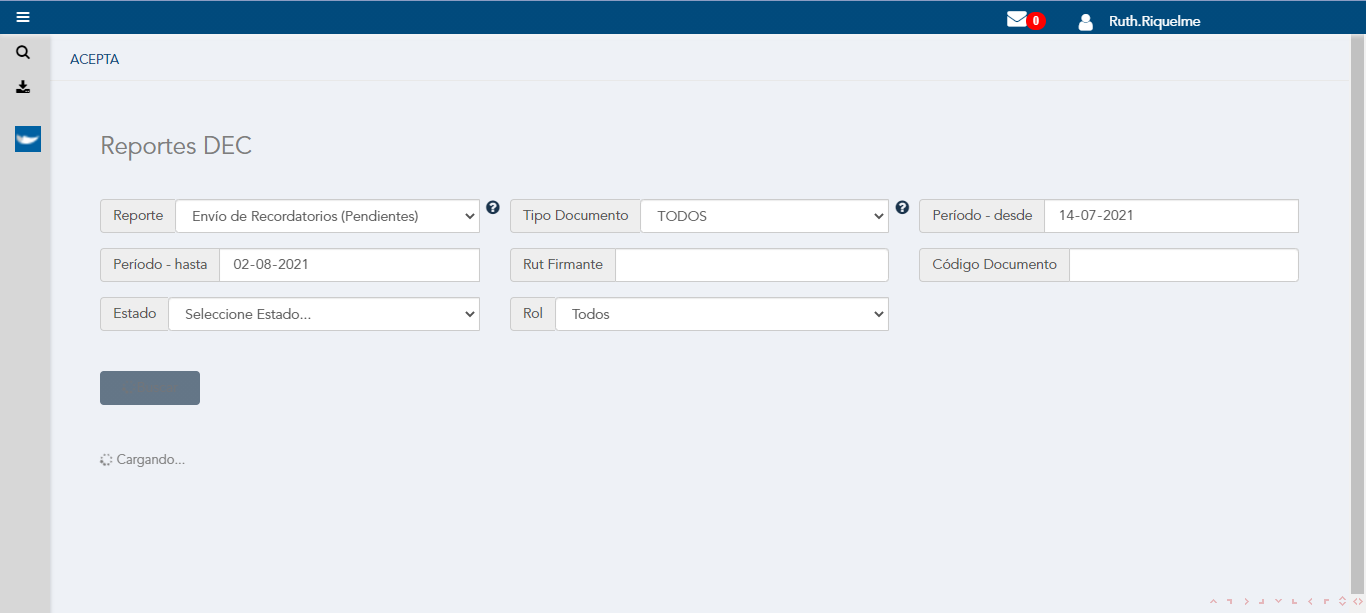 0 Ruth.Riquelme
ACEPTA
Reportes DEC
Reporte Envío de Recordatorios (Pendientes) Tipo Documento TODOS Período - desde 14-07-2021
Período - hasta 02-08-2021 Rut Firmante Código Documento
Estado Seleccione Estado... Rol Todos
Cargando...